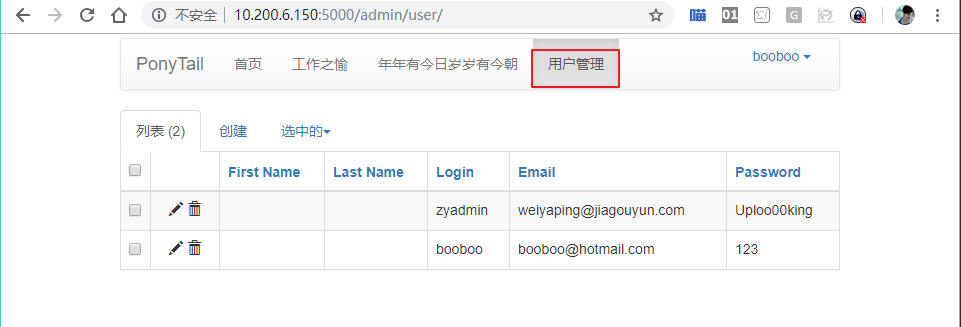 不安全 | 10.200.6.150:5000/admin/user/
PonyTail 首页 工作之愉 年年有今日岁岁有今朝 用户管理 booboo
列表 (2) 创建 选中的
First Name Last Name Login Email Password
zyadmin weiyaping@jiagouyun.com Uploo00king
booboo booboo@hotmail.com 123